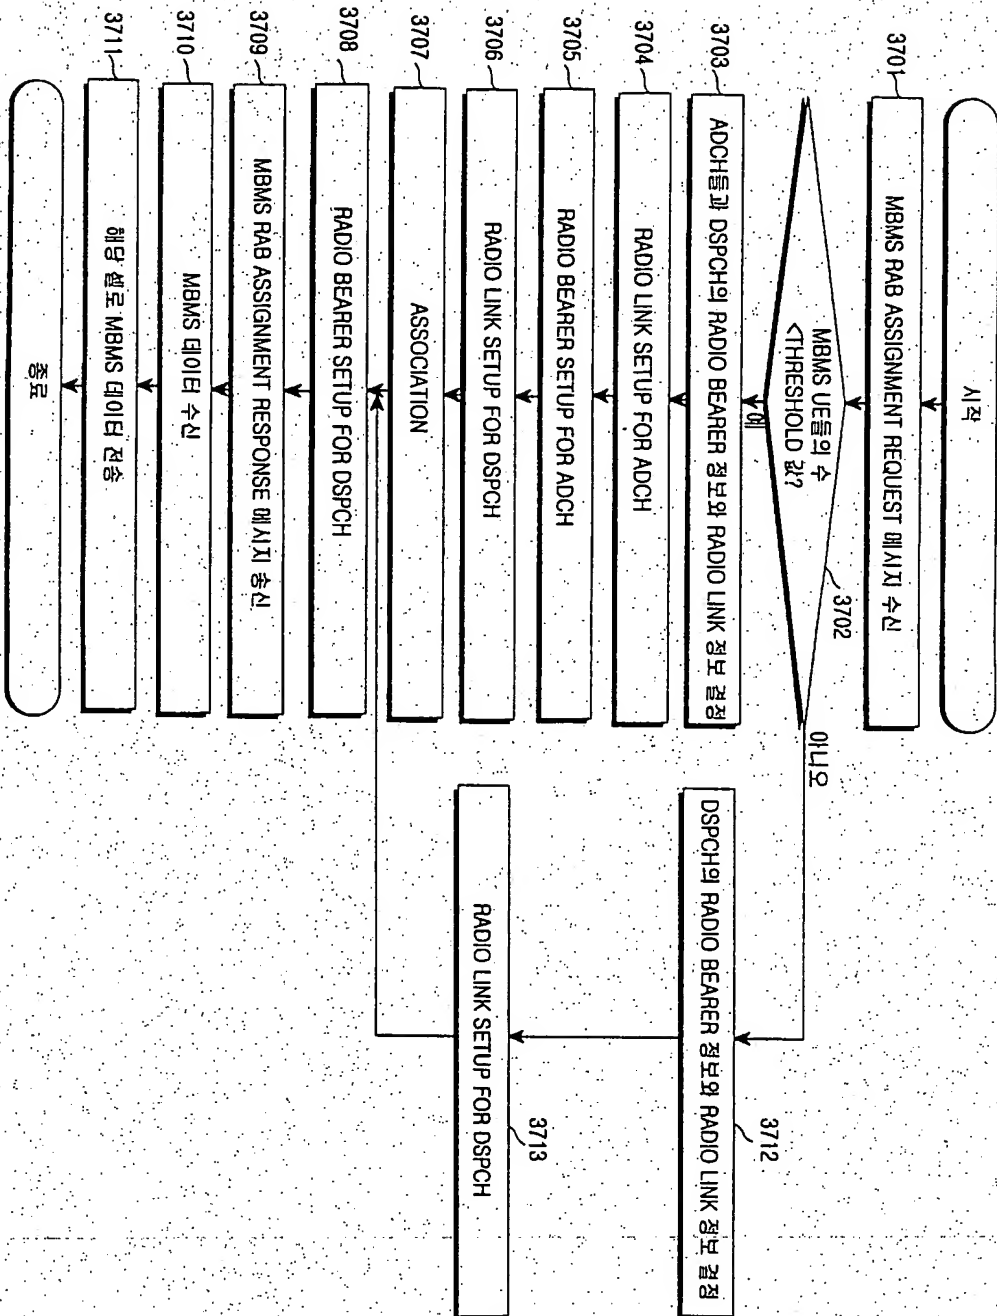 시작
3701
MBMS RAB ASSIGNMENT REQUEST 메시지 수신
3702
MBMS UE들의 수
<THRESHOLD 값?
예
아니오
3703
ADCH들과 DSPCH의 RADIO BEARER 정보와 RADIO LINK 정보 결정
3704
RADIO LINK SETUP FOR ADCH
3705
RADIO BEARER SETUP FOR ADCH
3706
RADIO LINK SETUP FOR DSPCH
3707
ASSOCIATION
3708
RADIO BEARER SETUP FOR DSPCH
3709
MBMS RAB ASSIGNMENT RESPONSE 메시지 송신
3710
MBMS 데이터 수신
3711
해당 셀로 MBMS 데이터 전송
종료
3712
DSPCH의 RADIO BEARER 정보와 RADIO LINK 정보 결정
3713
RADIO LINK SETUP FOR DSPCH